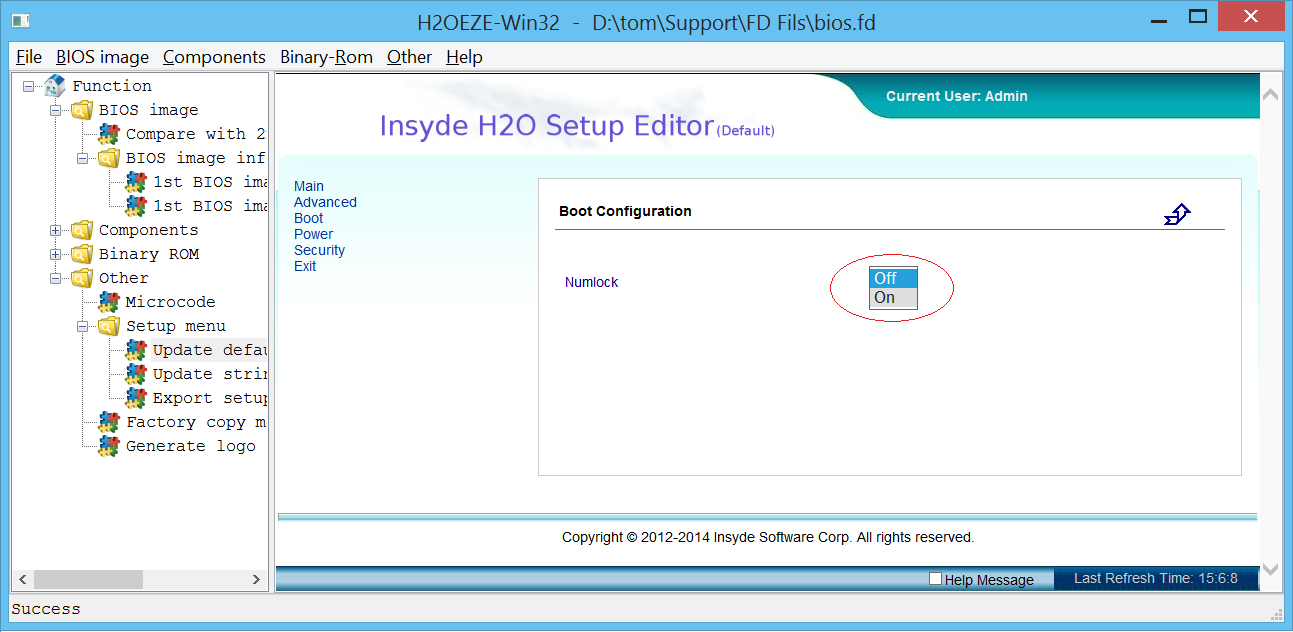 H2OEZE-Win32  -  D:\tom\Support\FD Fils\bios.fd
File BIOS image Components Binary-Rom Other Help
Function
BIOS image
Compare with 2
BIOS image inf
1st BIOS ima
1st BIOS ima
Components
Binary ROM
Other
Microcode
Setup menu
Update defau
Update strin
Export setup
Factory copy m
Generate logo
Current User: Admin
Insyde H2O Setup Editor(Default)
Main
Advanced
Boot
Power
Security
Exit
Boot Configuration
Numlock
Off
On
Copyright © 2012-2014 Insyde Software Corp. All rights reserved.
Help Message
Last Refresh Time: 15:6:8
Success